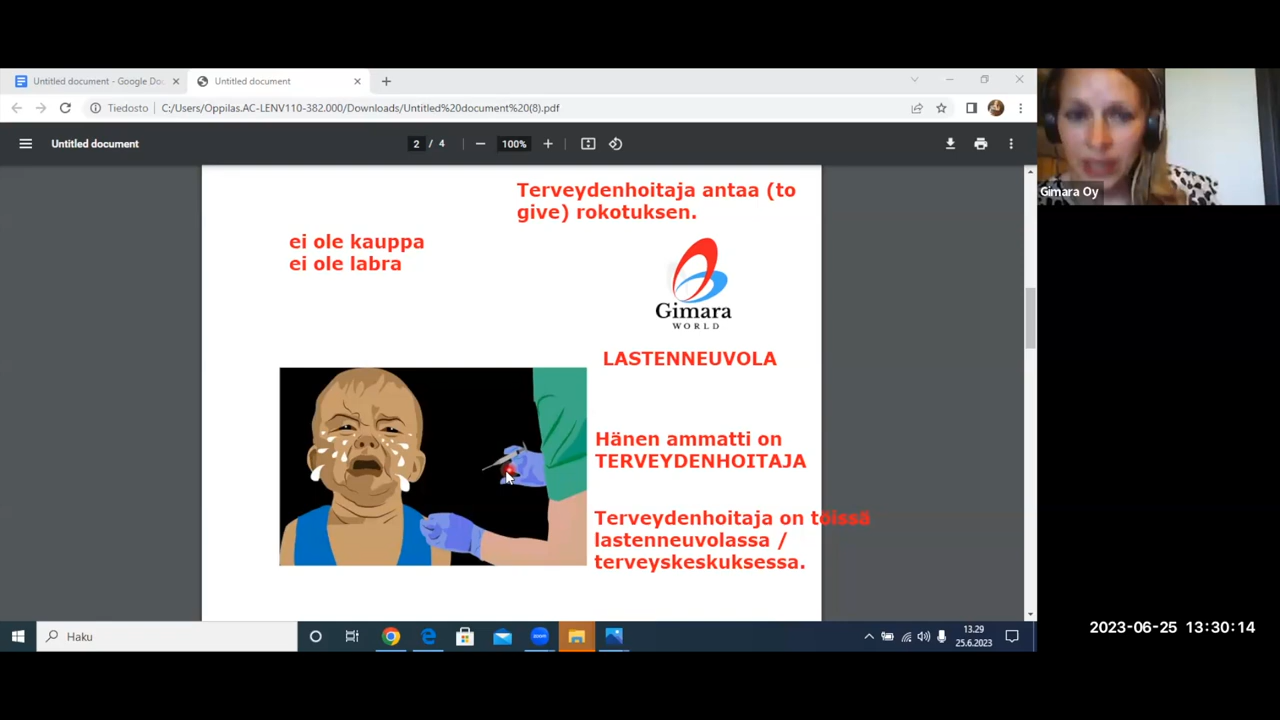 Untitled document - Google Doc
Untitled document
Tiedosto
C:/Users/Oppilas.AC-LENV110-382.000/Downloads/Untitled%20document%20(8).pdf
Untitled document
2 / 4
100%
Gimara Oy
Terveydenhoitaja antaa (to
give) rokotuksen.
ei ole kauppa
ei ole labra
Gimara
WORLD
LASTENNEUVOLA
Hänen ammatti on
TERVEYDENHOITAJA
Terveydenhoitaja on töissä
lastenneuvolassa /
terveyskeskuksessa.
Haku
zoom
13.29
25.6.2023
2023-06-25 13:30:14